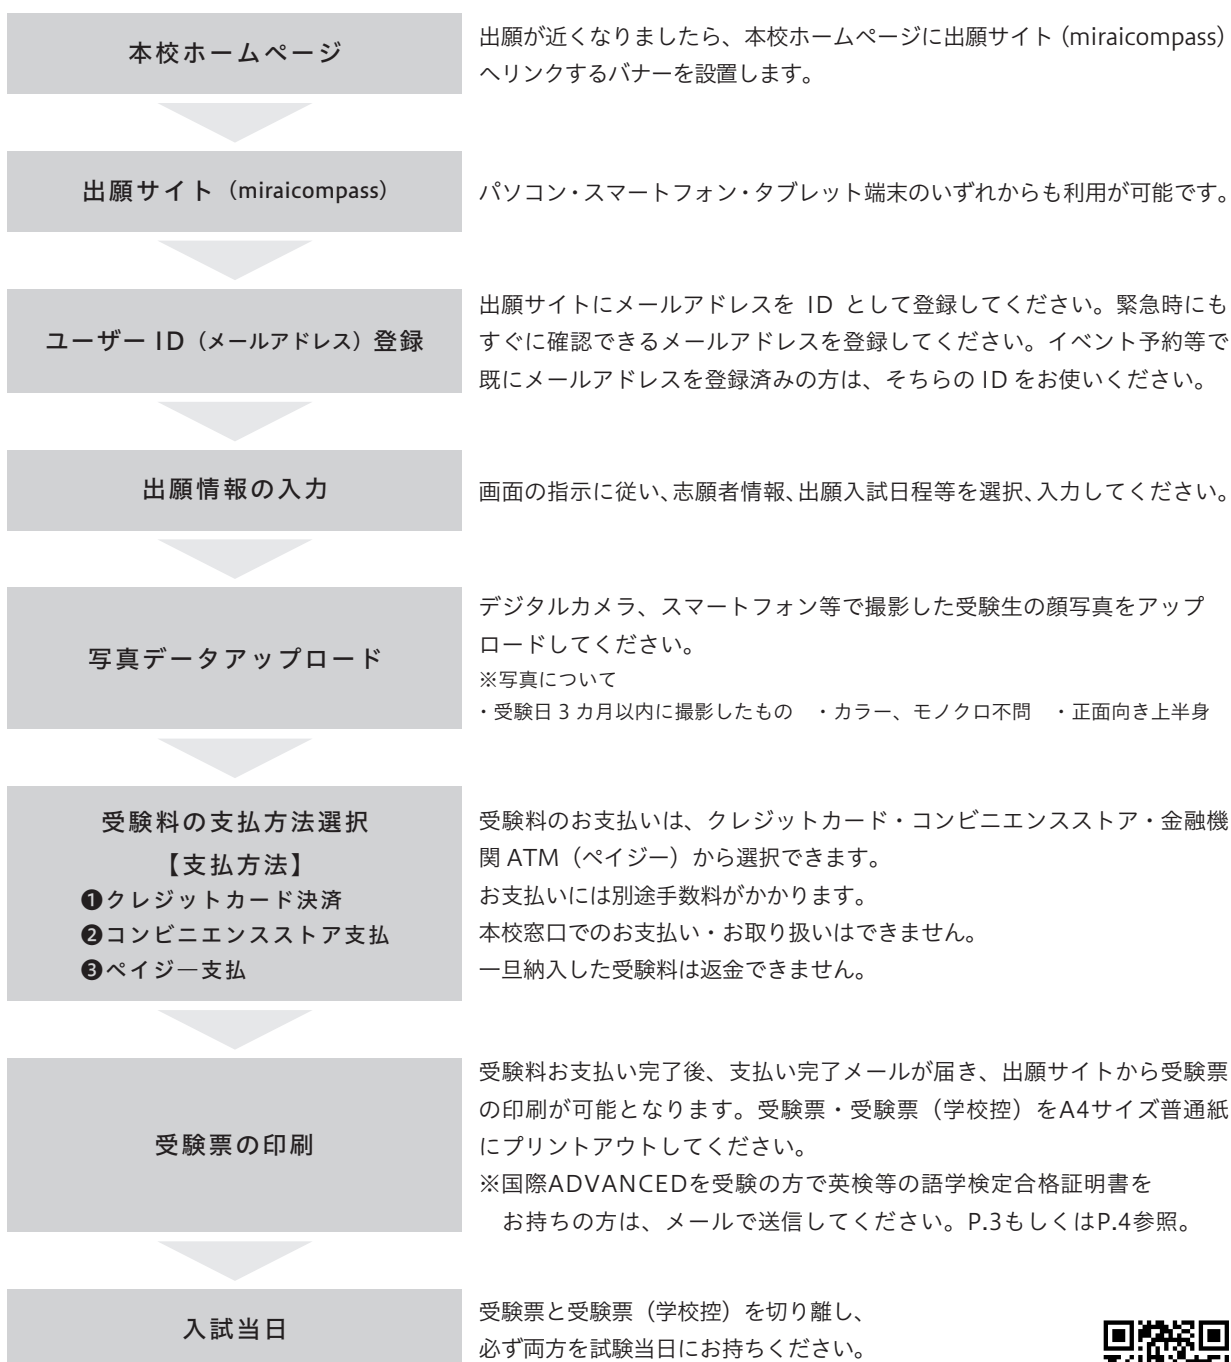 本校ホームページ
出願が近くなりましたら、本校ホームページに出願サイト(miraicompass)
へリンクするバナーを設置します。
出願サイト(miraicompass)
パソコン・スマートフォン・タブレット端末のいずれからも利用が可能です。
ユーザー ID(メールアドレス)登録
出願サイトにメールアドレスを ID として登録してください。緊急時にも
すぐに確認できるメールアドレスを登録してください。イベント予約等で
既にメールアドレスを登録済みの方は、そちらの ID をお使いください。
出願情報の入力
画面の指示に従い、志願者情報、出願入試日程等を選択、入力してください。
写真データアップロード
デジタルカメラ、スマートフォン等で撮影した受験生の顔写真をアップ
ロードしてください。
※写真について
・受験日 3 カ月以内に撮影したもの ・カラー、モノクロ不問 ・正面向き上半身
受験料の支払方法選択
【支払方法】
❶クレジットカード決済
❷コンビニエンスストア支払
❸ペイジ―支払
受験料のお支払いは、クレジットカード・コンビニエンスストア・金融機
関 ATM(ペイジー)から選択できます。
お支払いには別途手数料がかかります。
本校窓口でのお支払い・お取り扱いはできません。
一旦納入した受験料は返金できません。
受験票の印刷
受験料お支払い完了後、支払い完了メールが届き、出願サイトから受験票
の印刷が可能となります。受験票・受験票(学校控)をA4サイズ普通紙
にプリントアウトしてください。
※国際ADVANCEDを受験の方で英検等の語学検定合格証明書を
お持ちの方は、メールで送信してください。P.3もしくはP.4参照。
入試当日
受験票と受験票(学校控)を切り離し、
必ず両方を試験当日にお持ちください。